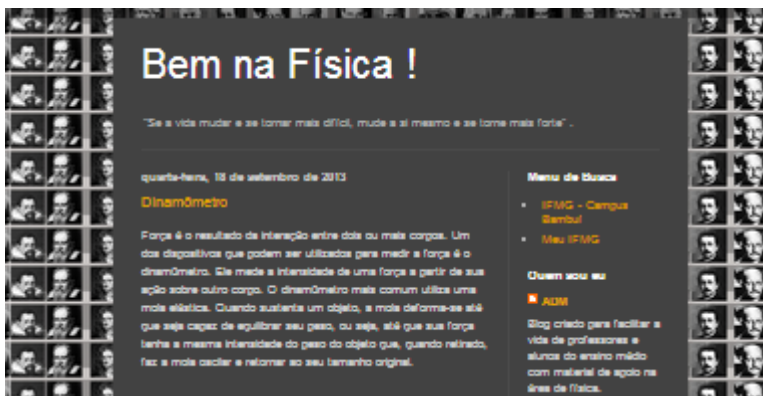 Bem na Física !
"Se a vida mudar e se tornar mais difícil, mude a si mesmo e se torne mais forte" .
quarta-feira, 18 de setembro de 2013
Dinamômetro
Força é o resultado da interação entre dois ou mais corpos. Um
dos dispositivos que podem ser utilizados para medir a força é o
dinamômetro. Ele mede a intensidade de uma força a partir de sua
ação sobre outro corpo. O dinamômetro mais comum utiliza uma
mola elástica. Quando sustenta um objeto, a mola deforma-se até
que seja capaz de equilibrar seu peso, ou seja, até que sua força
tenha a mesma intensidade do peso do objeto que, quando retirado,
faz a mola oscilar e retornar ao seu tamanho original.
Menu de Busca
IFMG - Campus
Bambuí
Meu IFMG
Quem sou eu
ADM
Blog criado para facilitar a
vida de professores e
alunos do ensino médio
com material de apoio na
área de física.